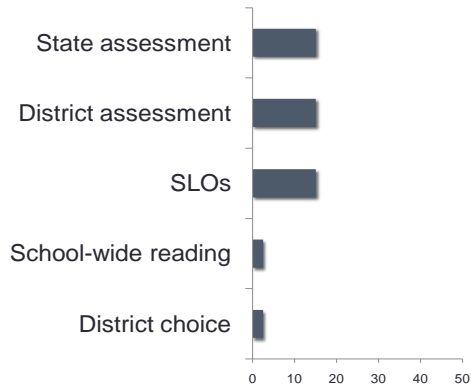 State assessment
District assessment
SLOs
School-wide reading
District choice
0 10 20 30 40 50